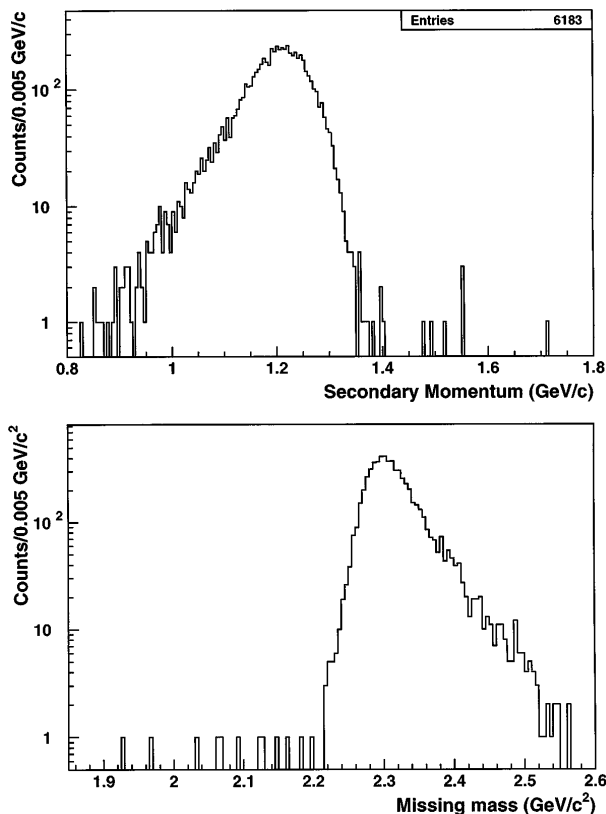 Entries 6183
Counts/0.005 GeV/c
10²
10
1
0.8 1 1.2 1.4 1.6 1.8
Secondary Momentum (GeV/c)
Counts/0.005 GeV/c²
10²
10
1
1.9 2 2.1 2.2 2.3 2.4 2.5 2.6
Missing mass (GeV/c²)